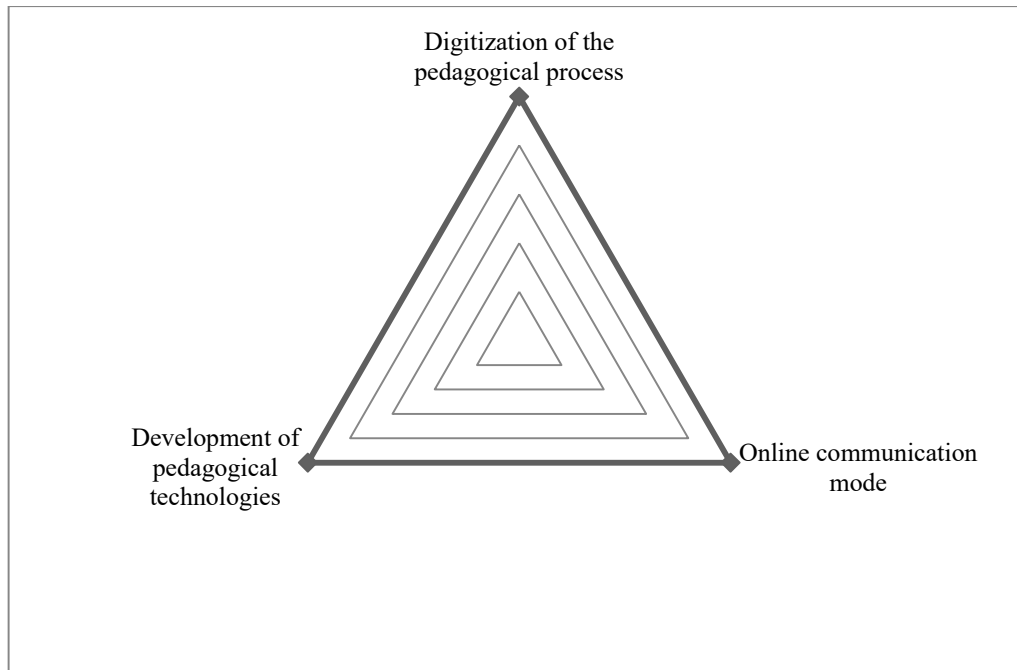 Digitization of the
pedagogical process
Development of
pedagogical
technologies
Online communication
mode